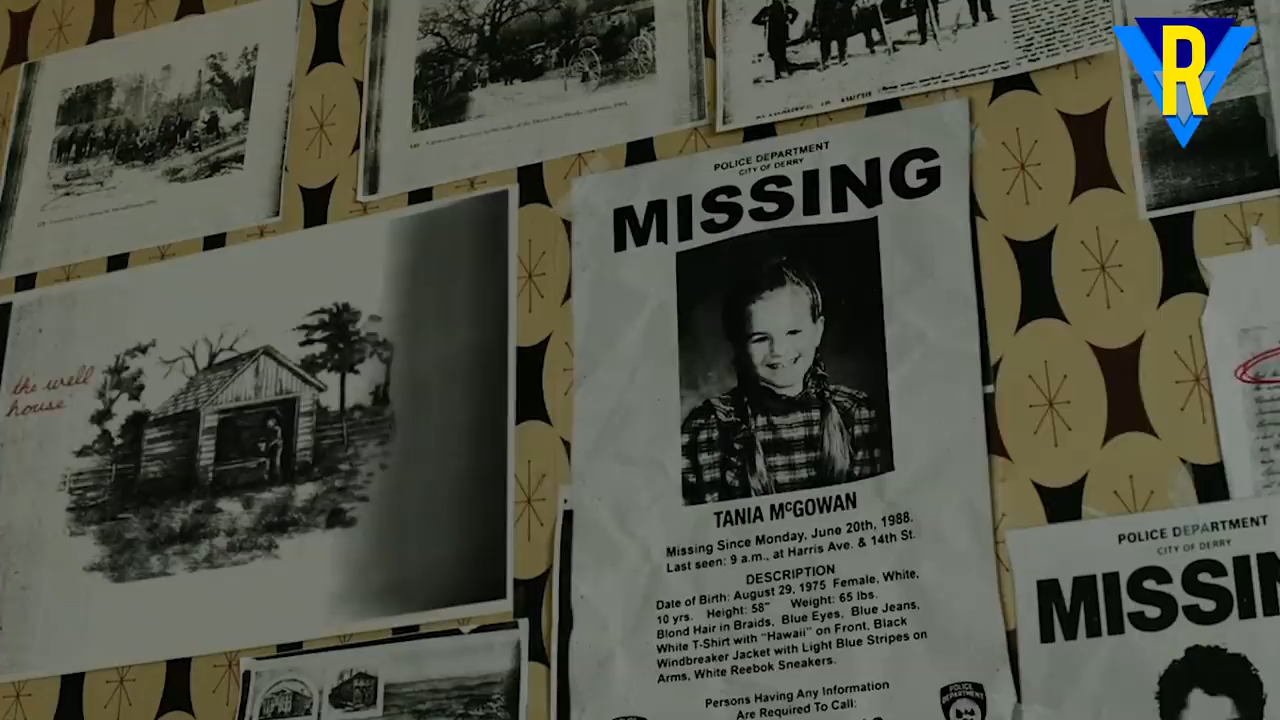 R
the well
house
POLICE DEPARTMENT
CITY OF DERRY
MISSING
TANIA McGOWAN
Missing Since Monday, June 20th, 1988.
Last seen: 9 a.m., at Harris Ave. & 14th St.
DESCRIPTION
Date of Birth: August 29, 1975 Female, White,
10 yrs. Height: 58" Weight: 65 lbs.
Blond Hair in Braids, Blue Eyes, Blue Jeans,
White T-Shirt with "Hawaii" on Front, Black
Windbreaker Jacket with Light Blue Stripes on
Arms, White Reebok Sneakers.
Persons Having Any Information
Are Required To Call:
POLICE
DEPARTMENT
POLICE DEPARTMENT
CITY OF DERRY
MISSIN